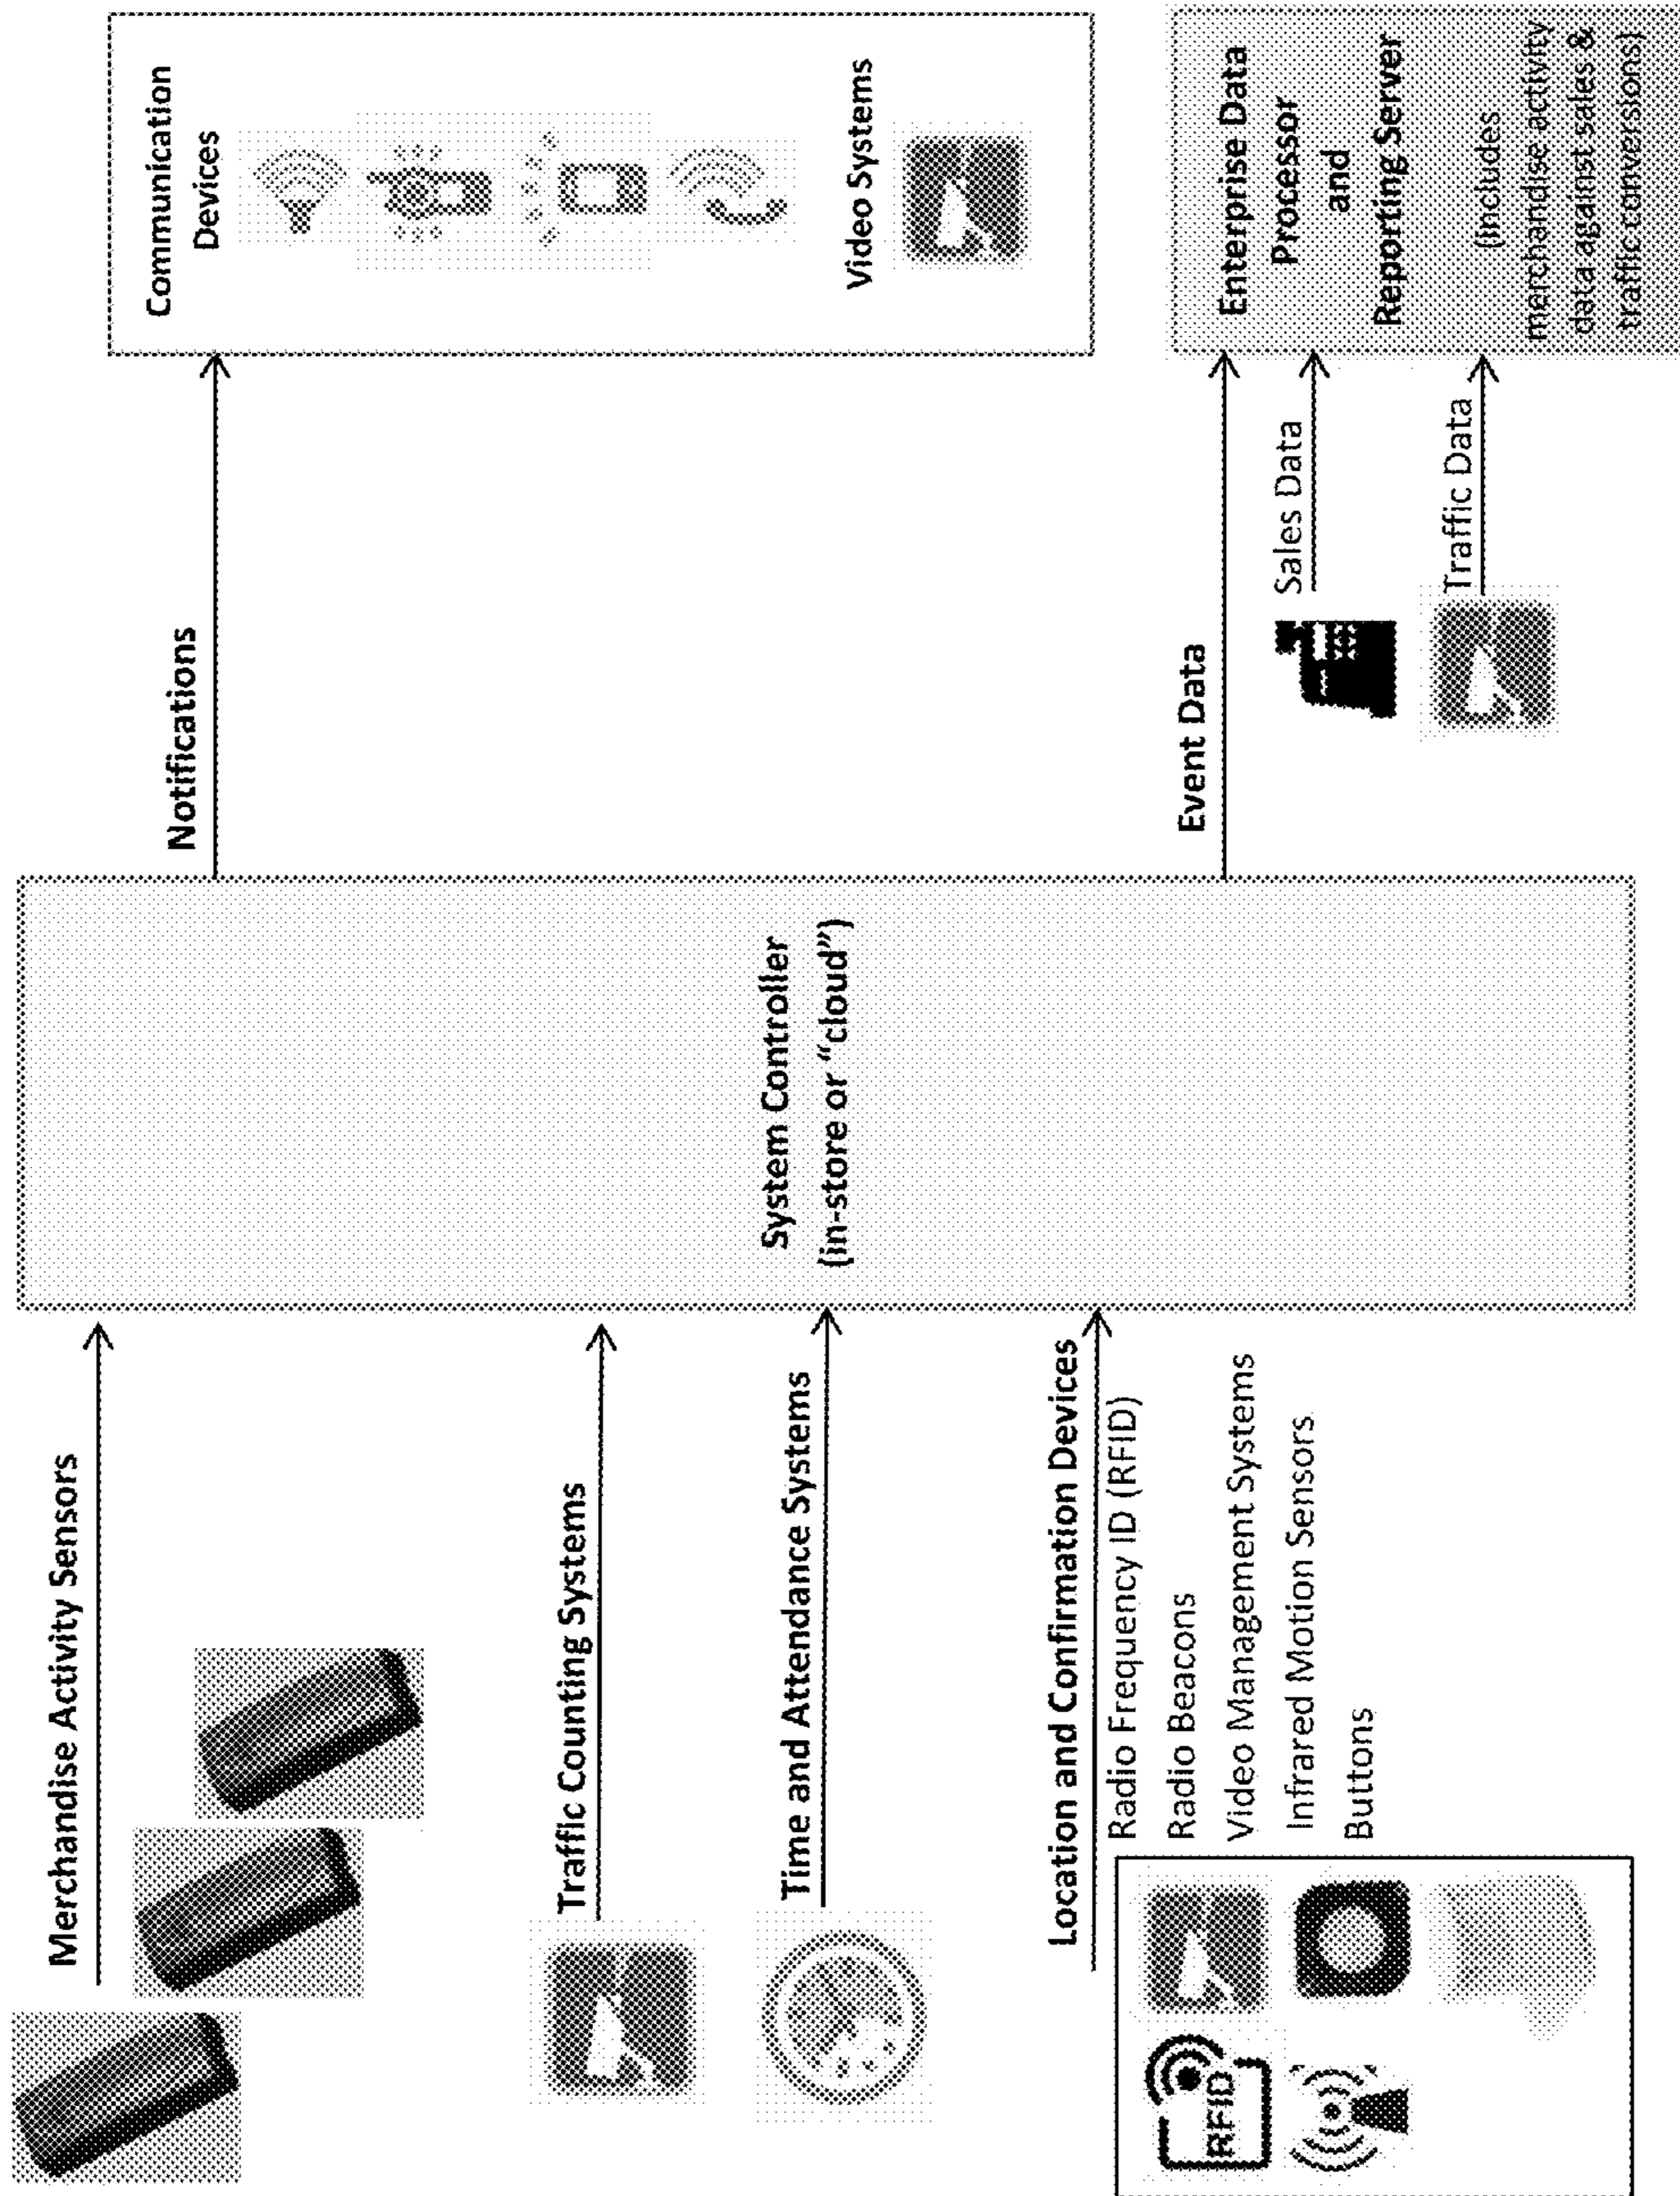 Merchandise Activity Sensors
Traffic Counting Systems
Time and Attendance Systems
Location and Confirmation Devices
Radio Frequency ID (RFID)
Radio Beacons
Video Management Systems
Infrared Motion Sensors
Buttons
RFID
System Controller
(in-store or “cloud”)
Notifications
Event Data
Sales Data
Traffic Data
Communication
Devices
Video Systems
Enterprise Data
Processor
and
Reporting Server
(Includes
merchandise activity
data against sales &
traffic conversions)